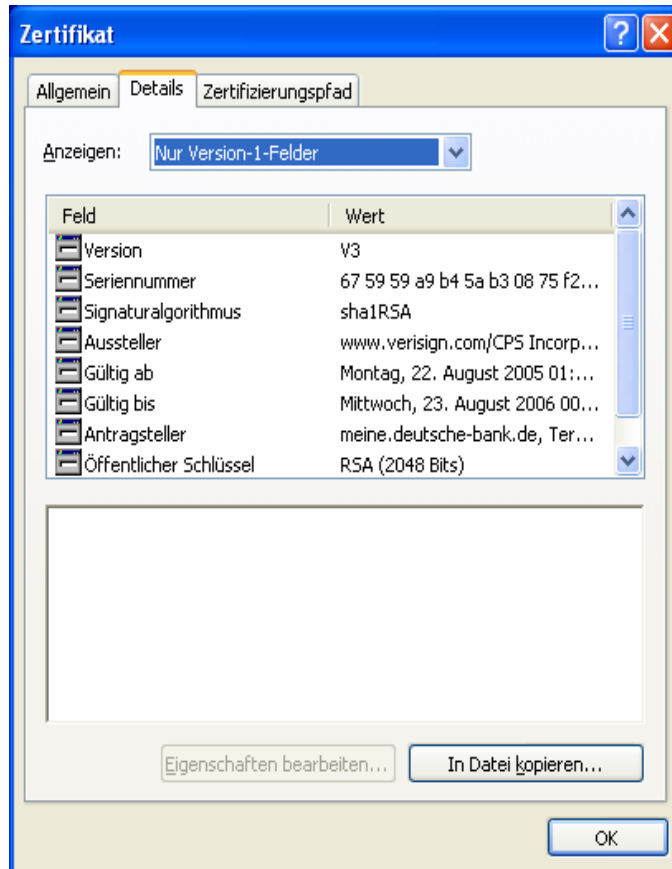 Zertifikat
Allgemein Details Zertifizierungspfad
Anzeigen: Nur Version-1-Felder
Feld Wert
Version V3
Seriennummer 67 59 59 a9 b4 5a b3 08 75 f2...
Signaturalgorithmus sha1RSA
Aussteller www.verisign.com/CPS Incorp...
Gültig ab Montag, 22. August 2005 01:...
Gültig bis Mittwoch, 23. August 2006 00...
Antragsteller meine.deutsche-bank.de, Ter...
Öffentlicher Schlüssel RSA (2048 Bits)
Eigenschaften bearbeiten... In Datei kopieren...
OK